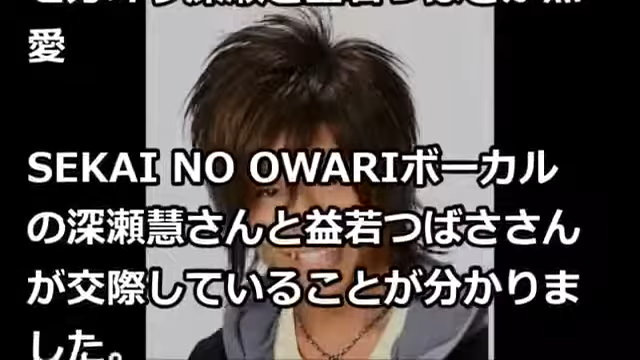 愛
SEKAI NO OWARIボーカル
の深瀬慧さんと益若つばささん
が交際していることが分かりま
した。